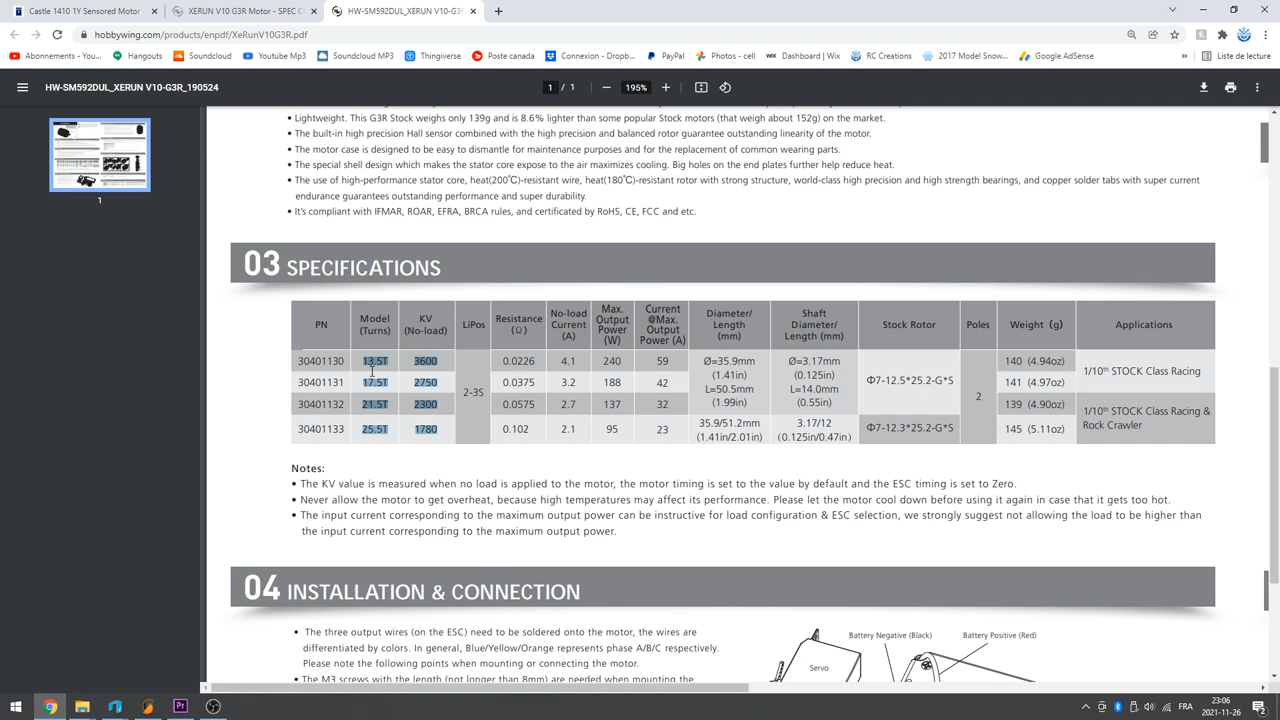 Castle 1410 1Y Sensored Motor -
XERUN V10 G3R Motor - SPEC C
HW-SM592DUL_XERUN V10-G3R_
hobbywing.com/products/enpdf/XeRunV10G3R.pdf
Abonnements - You... Hangouts Soundcloud Youtube Mp3 Soundcloud MP3 Thingiverse Poste canada Connexion - Dropb... PayPal Photos - cell WIX Dashboard | Wix RC Creations 2017 Model Snow... Google AdSense » Liste de lecture
HW-SM592DUL_XERUN V10-G3R_190524 1 / 1 195%
1
• Lightweight. This G3R Stock weighs only 139g and is 8.6% lighter than some popular Stock motors (that weigh about 152g) on the market.
• The built-in high precision Hall sensor combined with the high precision and balanced rotor guarantee outstanding linearity of the motor.
• The motor case is designed to be easy to dismantle for maintenance purposes and for the replacement of common wearing parts.
• The special shell design which makes the stator core expose to the air maximizes cooling. Big holes on the end plates further help reduce heat.
• The use of high-performance stator core, heat(200℃)-resistant wire, heat(180℃)-resistant rotor with strong structure, world-class high precision and high strength bearings, and copper solder tabs with super current
endurance guarantees outstanding performance and super durability.
• It's compliant with IFMAR, ROAR, EFRA, BRCA rules, and certificated by RoHS, CE, FCC and etc.
03 SPECIFICATIONS
PN Model (Turns) KV (No-load) LiPos Resistance (Ω) No-load Current (A) Max. Output Power (W) Current @Max. Output Power (A) Diameter/ Length (mm) Shaft Diameter/ Length (mm) Stock Rotor Poles Weight (g) Applications
30401130 13.5T 3600 0.0226 4.1 240 59 Ø=35.9mm (1.41in) Ø=3.17mm (0.125in) 140 (4.94oz) 1/10th STOCK Class Racing
30401131 17.5T 2750 2-3S 0.0375 3.2 188 42 L=50.5mm (1.99in) L=14.0mm (0.55in) Φ7-12.5*25.2-G*S 2 141 (4.97oz)
30401132 21.5T 2300 0.0575 2.7 137 32 139 (4.90oz) 1/10th STOCK Class Racing & Rock Crawler
30401133 25.5T 1780 0.102 2.1 95 23 35.9/51.2mm (1.41in/2.01in) 3.17/12 (0.125in/0.47in) Φ7-12.3*25.2-G*S 145 (5.11oz)
Notes:
• The KV value is measured when no load is applied to the motor, the motor timing is set to the value by default and the ESC timing is set to Zero.
• Never allow the motor to get overheat, because high temperatures may affect its performance. Please let the motor cool down before using it again in case that it gets too hot.
• The input current corresponding to the maximum output power can be instructive for load configuration & ESC selection, we strongly suggest not allowing the load to be higher than
the input current corresponding to the maximum output power.
04 INSTALLATION & CONNECTION
• The three output wires (on the ESC) need to be soldered onto the motor, the wires are
differentiated by colors. In general, Blue/Yellow/Orange represents phase A/B/C respectively.
Please note the following points when mounting or connecting the motor.
• The M3 screws with the length (not longer than 8mm) are needed when mounting the
Battery Negative (Black) Battery Positive (Red)
Servo
Pr
FRA
23:06
2021-11-26
2